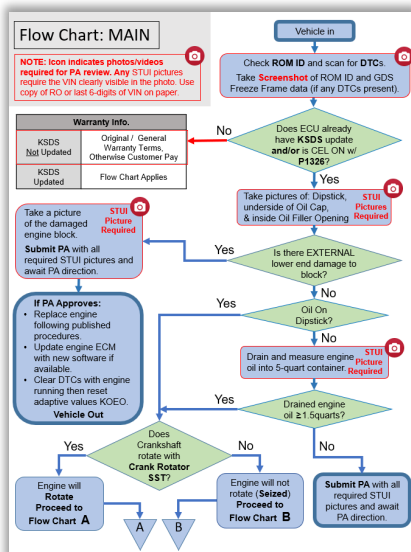 Flow Chart: MAIN
NOTE: Icon indicates photos/videos
required for PA review. Any STUI pictures
require the VIN clearly visible in the photo. Use
copy of RO or last 6-digits of VIN on paper.
Vehicle in
Check ROM ID and scan for DTCs.
Take Screenshot of ROM ID and GDS
Freeze Frame data (if any DTCs present).
Warranty Info.
KSDS
Not Updated
Original / General
Warranty Terms,
Otherwise Customer Pay
KSDS
Updated
Flow Chart Applies
No
Does ECU already
have KSDS update
and/or is CEL ON w/
P1326?
Yes
Take pictures of: Dipstick,
underside of Oil Cap,
& inside Oil Filler Opening
STUI
Pictures
Required
Take a picture
of the damaged
engine block.
STUI
Picture
Required
Submit PA with all
required STUI pictures and
await PA direction.
Yes
Is there EXTERNAL
lower end damage to
block?
If PA Approves:
• Replace engine
following published
procedures.
• Update engine ECM
with new software if
available.
• Clear DTCs with engine
running then reset
adaptive values KOEO.
Vehicle Out
No
Yes
Oil On
Dipstick?
No
Drain and measure engine
oil into 5-quart container.
STUI
Picture
Required
Yes
Drained engine
oil ≥1.5quarts?
No
Does
Crankshaft
rotate with
Crank Rotator
SST?
Yes
No
Engine will
Rotate
Proceed to
Flow Chart A
Engine will not
rotate (Seized)
Proceed to
Flow Chart B
Submit PA with all
required STUI
pictures and await
PA direction.
A
B